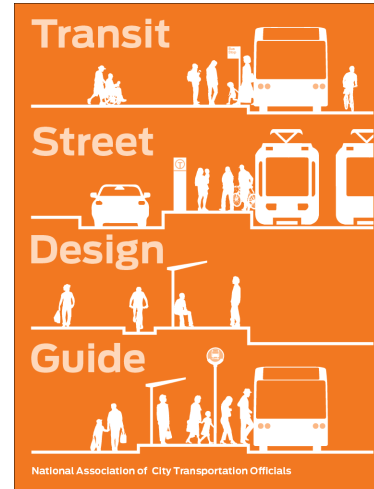 Transit
Street
Design
Guide
National Association of City Transportation Officials